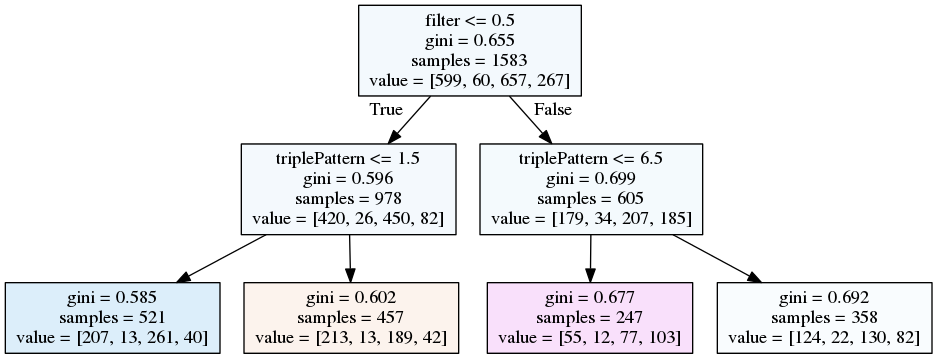 filter <= 0.5
gini = 0.655
samples = 1583
value = [599, 60, 657, 267]
True
False
triplePattern <= 1.5
gini = 0.596
samples = 978
value = [420, 26, 450, 82]
triplePattern <= 6.5
gini = 0.699
samples = 605
value = [179, 34, 207, 185]
gini = 0.585
samples = 521
value = [207, 13, 261, 40]
gini = 0.602
samples = 457
value = [213, 13, 189, 42]
gini = 0.677
samples = 247
value = [55, 12, 77, 103]
gini = 0.692
samples = 358
value = [124, 22, 130, 82]